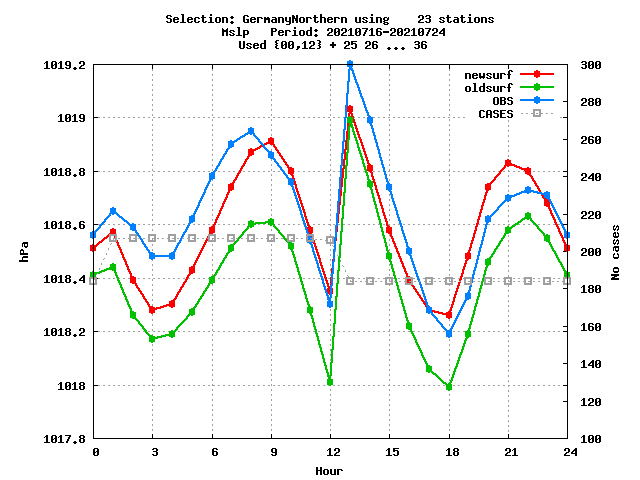 Selection: GermanyNorthern using    23 stations
Mslp   Period: 20210716-20210724
Used {00,12} + 25 26 ... 36
newsurf
oldsurf
OBS
CASES
1019.2
1019
1018.8
1018.6
1018.4
1018.2
1018
1017.8
hPa
300
280
260
240
220
200
180
160
140
120
100
No cases
0 3 6 9 12 15 18 21 24
Hour